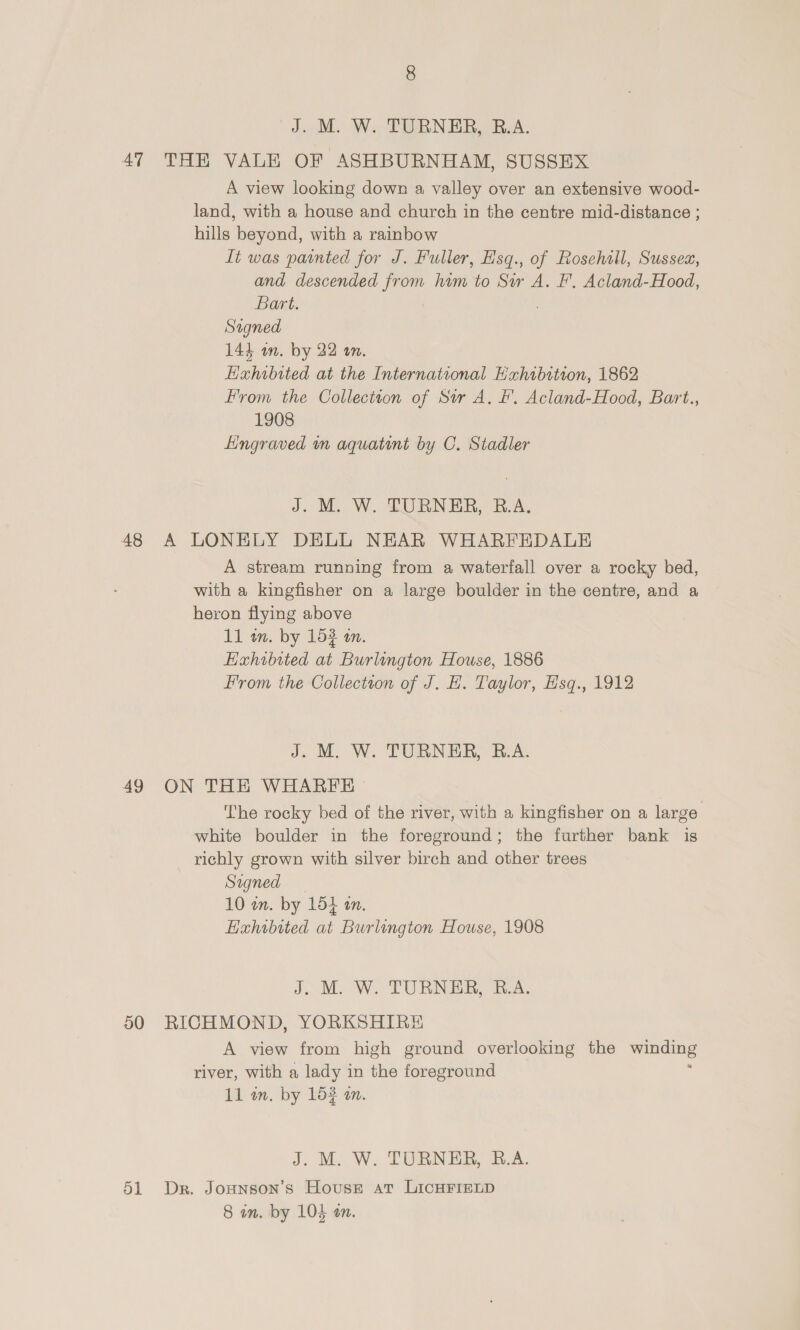 8
J. M. W. TURNER, R.A.
47 THE VALE OF ASHBURNHAM, SUSSEX
A view looking down a valley over an extensive wood-
land, with a house and church in the centre mid-distance ;
hills beyond, with a rainbow
It was painted for J. Fuller, Esq., of Rosehill, Sussex,
and descended from him to Sir A. F. Acland-Hood,
Bart.
Signed
14½ in. by 22 in.
Exhibited at the International Exhibition, 1862
From the Collection of Sir A. F. Acland-Hood, Bart.,
1908
Engraved in aquatint by C. Stadler
J. M. W. TURNER, R.A.
48 A LONELY DELL NEAR WHARFEDALE
A stream running from a waterfall over a rocky bed,
with a kingfisher on a large boulder in the centre, and a
heron flying above
11 in. by 15¾ in.
Exhibited at Burlington House, 1886
From the Collection of J. E. Taylor, Esq., 1912
J. M. W. TURNER, R.A.
49 ON THE WHARFE
The rocky bed of the river, with a kingfisher on a large
white boulder in the foreground; the further bank is
richly grown with silver birch and other trees
Signed
10 in. by 15¼ in.
Exhibited at Burlington House, 1908
J. M. W. TURNER, R.A.
50 RICHMOND, YORKSHIRE
A view from high ground overlooking the winding
river, with a lady in the foreground
11 in. by 15¾ in.
J. M. W. TURNER, R.A.
51 DR. JOHNSON'S HOUSE AT LICHFIELD
8 in. by 10½ in.